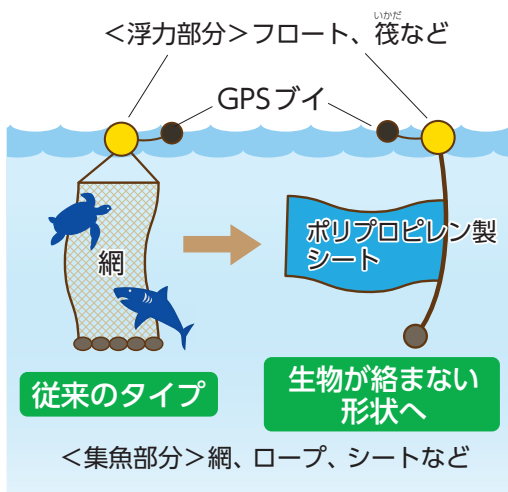 いかだ
＜浮力部分＞フロート、筏など
GPSブイ
網
ポリプロピレン製
シート
従来のタイプ
生物が絡まない
形状へ
＜集魚部分＞網、ロープ、シートなど